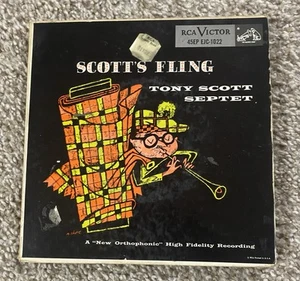 RCA VICTOR
45EP EJC-1022
SCOTT'S FLING
TONY SCOTT
SEPTET
A "New Orthophonic" High Fidelity Recording